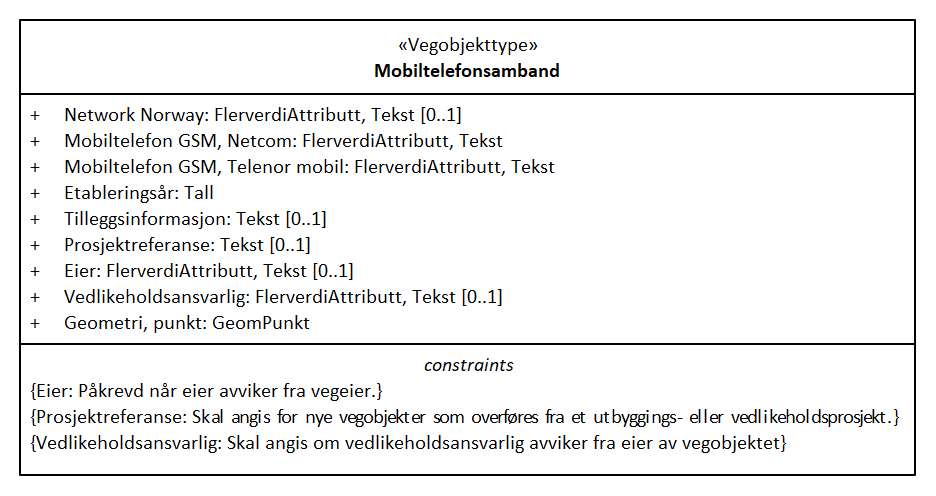 «Vegobjekttype»
Mobiltelefonsamband
+ Network Norway: FlerverdiAttributt, Tekst [0..1]
+ Mobiltelefon GSM, Netcom: FlerverdiAttributt, Tekst
+ Mobiltelefon GSM, Telenor mobil: FlerverdiAttributt, Tekst
+ Etableringsår: Tall
+ Tilleggsinformasjon: Tekst [0..1]
+ Prosjektreferanse: Tekst [0..1]
+ Eier: FlerverdiAttributt, Tekst [0..1]
+ Vedlikeholdsansvarlig: FlerverdiAttributt, Tekst [0..1]
+ Geometri, punkt: GeomPunkt
constraints
{Eier: Påkrevd når eier avviker fra vegeier.}
{Prosjektreferanse: Skal angis for nye vegobjekter som overføres fra et utbyggings- eller vedlikeholdsprosjekt.}
{Vedlikeholdsansvarlig: Skal angis om vedlikeholdsansvarlig avviker fra eier av vegobjektet}